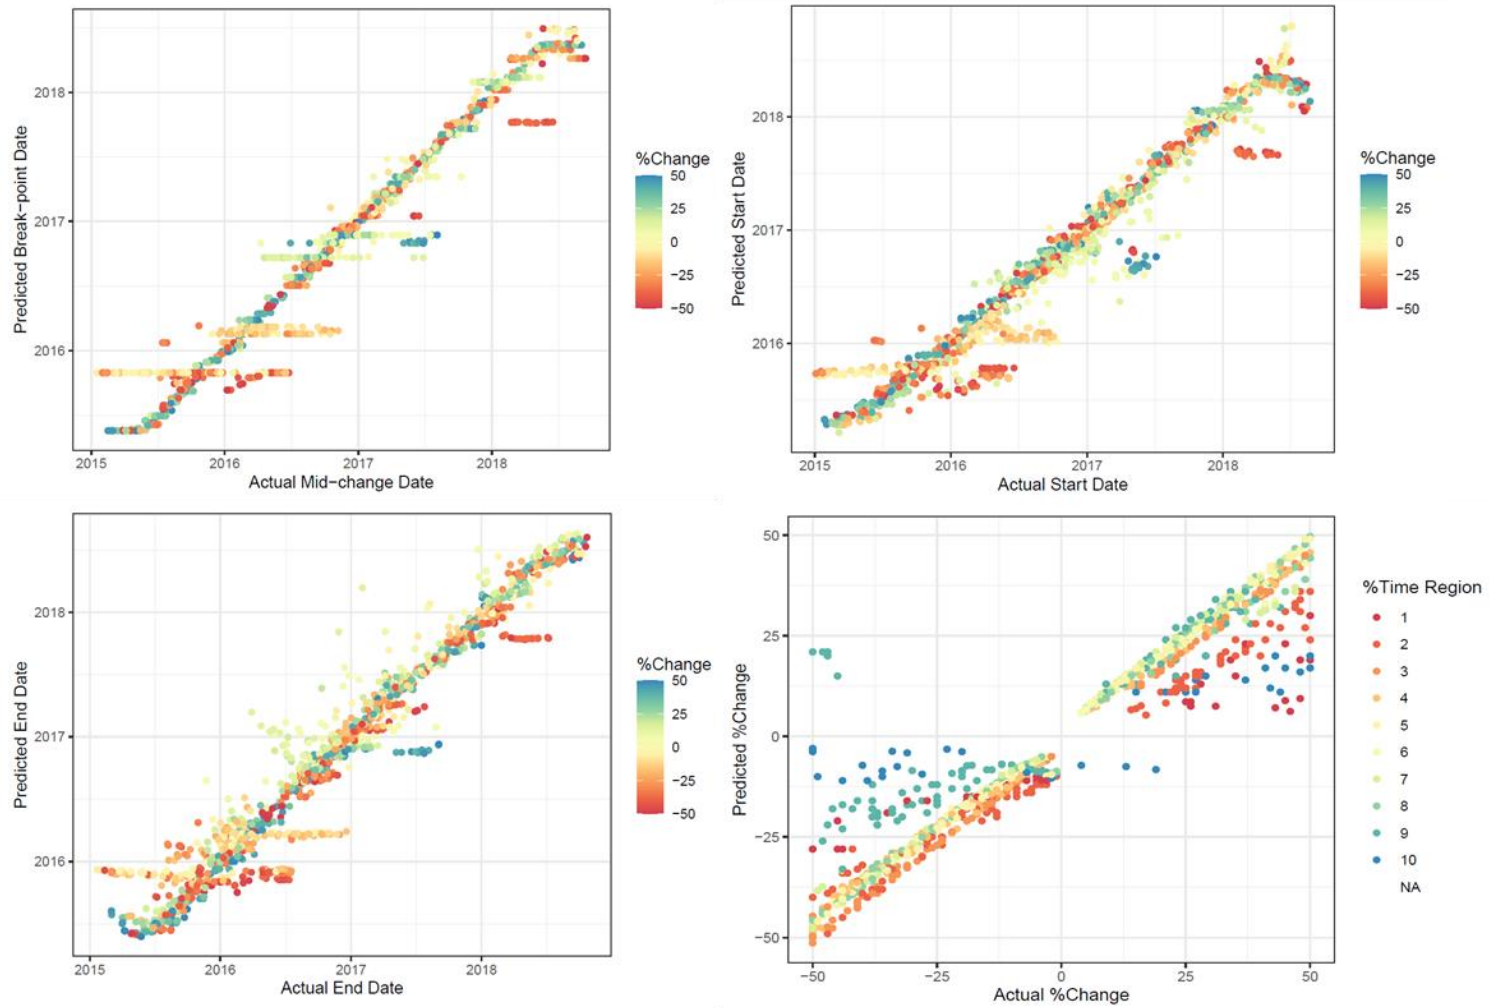 2018
2017
2016
Predicted Break−point Date
2015 2016 2017 2018
Actual Mid−change Date
%Change
50
25
0
−25
−50
2018
2017
2016
Predicted Start Date
2015 2016 2017 2018
Actual Start Date
%Change
50
25
0
−25
−50
2018
2017
2016
Predicted End Date
2015 2016 2017 2018
Actual End Date
%Change
50
25
0
−25
−50
50
25
0
−25
−50
Predicted %Change
−50 −25 0 25 50
Actual %Change
%Time Region
1
2
3
4
5
6
7
8
9
10
NA